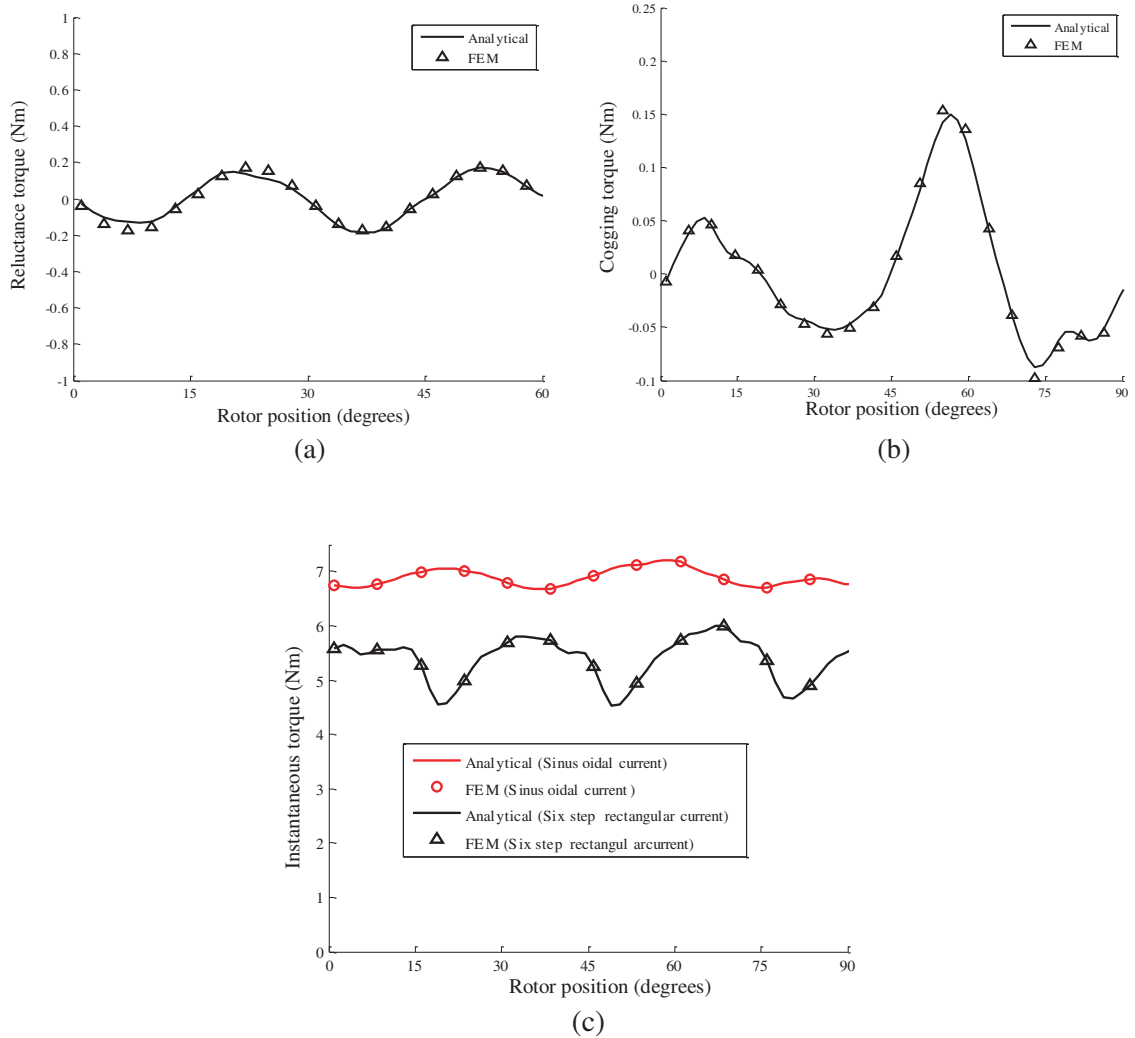 1
0.8
0.6
0.4
0.2
0
-0.2
-0.4
-0.6
-0.8
-1
Reluctance torque (Nm)
Analytical
FEM
0 15 30 45 60
Rotor position (degrees)
(a)
0.25
0.2
0.15
0.1
0.05
0
-0.05
-0.1
Cogging torque (Nm)
Analytical
FEM
0 15 30 45 60 75 90
Rotor position (degrees)
(b)
7
6
5
4
3
2
1
0
Instantaneous torque (Nm)
Analytical (Sinus oidal current)
FEM (Sinus oidal current )
Analytical (Six step rectangular current)
FEM (Six step rectangul arcurrent)
0 15 30 45 60 75 90
Rotor position (degrees)
(c)